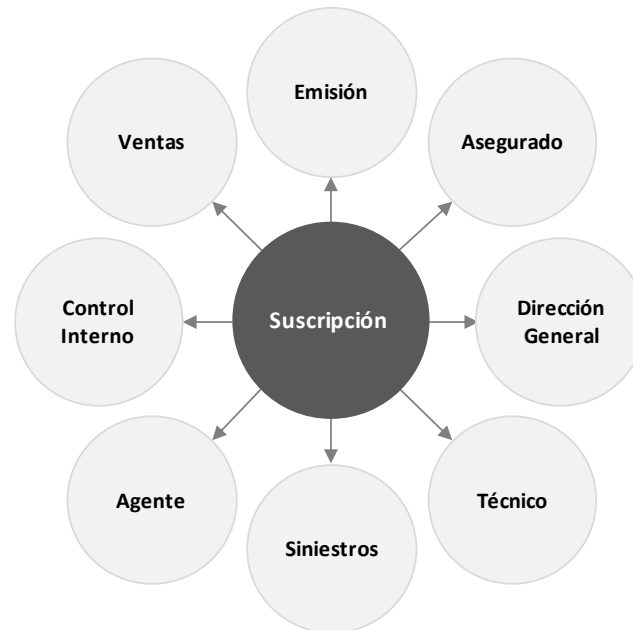 Emisión
Ventas
Asegurado
Control
Interno
Suscripción
Dirección
General
Agente
Técnico
Siniestros